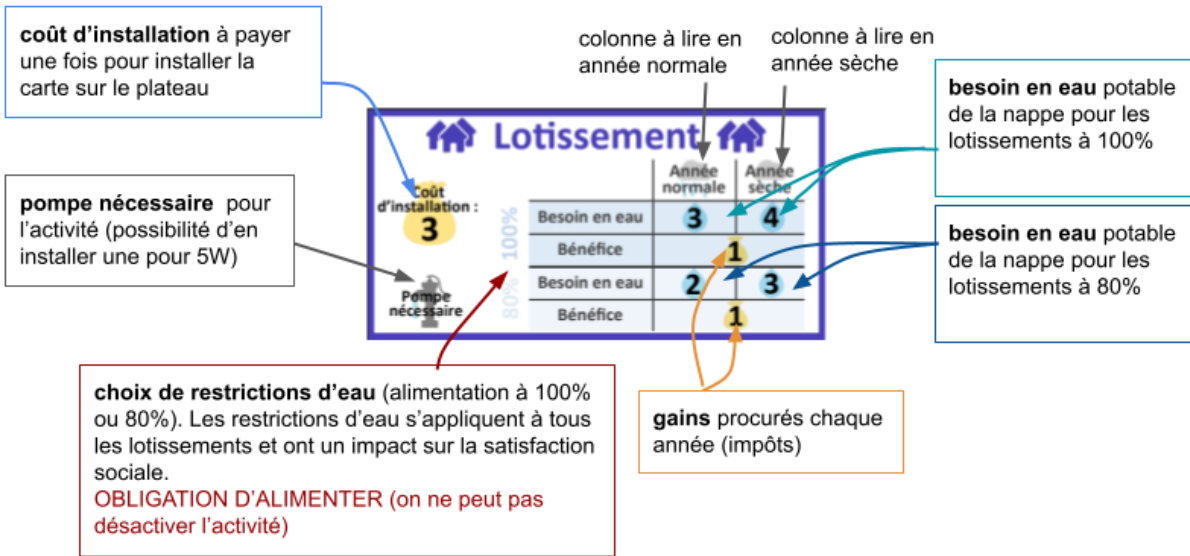 coût d’installation à payer
une fois pour installer la
carte sur le plateau
colonne à lire en
année normale
colonne à lire en
année sèche
besoin en eau potable
de la nappe pour les
lotissements à 100%
pompe nécessaire pour
l’activité (possibilité d’en
installer une pour 5W)
Lotissement
Coût
d’installation :
3
Pompe
nécessaire
Année
normale
Année
sèche
100%
Besoin en eau 3 4
Bénéfice 1
80%
Besoin en eau 2 3
Bénéfice 1
besoin en eau potable
de la nappe pour les
lotissements à 80%
choix de restrictions d’eau (alimentation à 100%
ou 80%). Les restrictions d’eau s’appliquent à tous
les lotissements et ont un impact sur la satisfaction
sociale.
OBLIGATION D’ALIMENTER (on ne peut pas
désactiver l’activité)
gains procurés chaque
année (impôts)